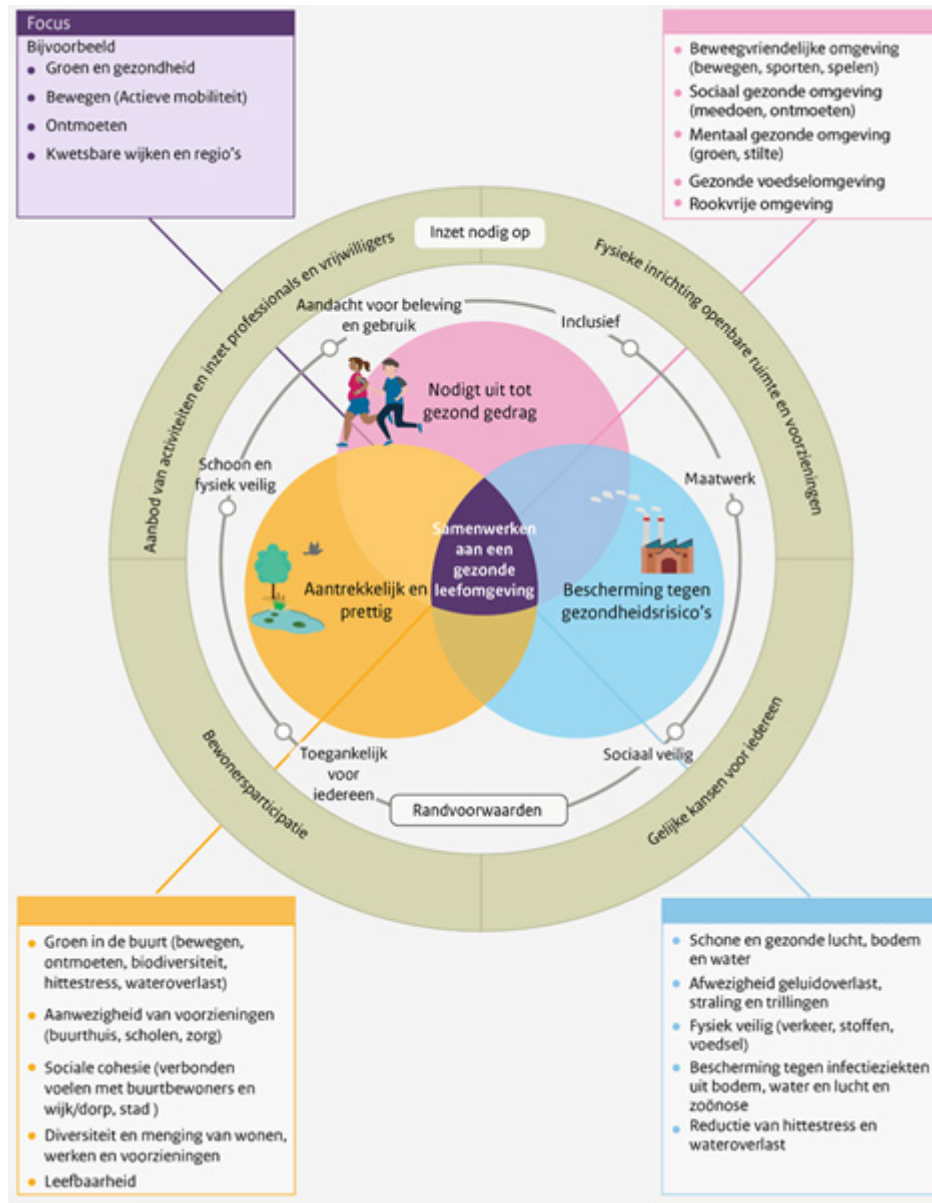 Focus
Bijvoorbeeld
Groen en gezondheid
Bewegen (Actieve mobiliteit)
Ontmoeten
Kwetsbare wijken en regio's
Beweegvriendelijke omgeving
(bewegen, sporten, spelen)
Sociaal gezonde omgeving
(meedoen, ontmoeten)
Mentaal gezonde omgeving
(groen, stilte)
Gezonde voedselomgeving
Rookvrije omgeving
Inzet nodig op
Aanbod van activiteiten en inzet professionals en vrijwilligers
Fysieke inrichting openbare ruimte en voorzieningen
Aandacht voor beleving
en gebruik
Inclusief
Nodigt uit tot
gezond gedrag
Schoon en
fysiek veilig
Maatwerk
Samenwerken
aan een
gezonde
leefomgeving
Aantrekkelijk en
prettig
Bescherming tegen
gezondheidsrisico's
Toegankelijk
voor
iedereen
Sociaal veilig
Randvoorwaarden
Bewonersparticipatie
Gelijke kansen voor iedereen
Groen in de buurt (bewegen,
ontmoeten, biodiversiteit,
hittestress, wateroverlast)
Aanwezigheid van voorzieningen
(buurthuis, scholen, zorg)
Sociale cohesie (verbonden
voelen met buurtbewoners en
wijk/dorp, stad )
Diversiteit en menging van wonen,
werken en voorzieningen
Leefbaarheid
Schone en gezonde lucht, bodem
en water
Afwezigheid geluidoverlast,
straling en trillingen
Fysiek veilig (verkeer, stoffen,
voedsel)
Bescherming tegen infectieziekten
uit bodem, water en lucht en
zoönose
Reductie van hittestress en
wateroverlast